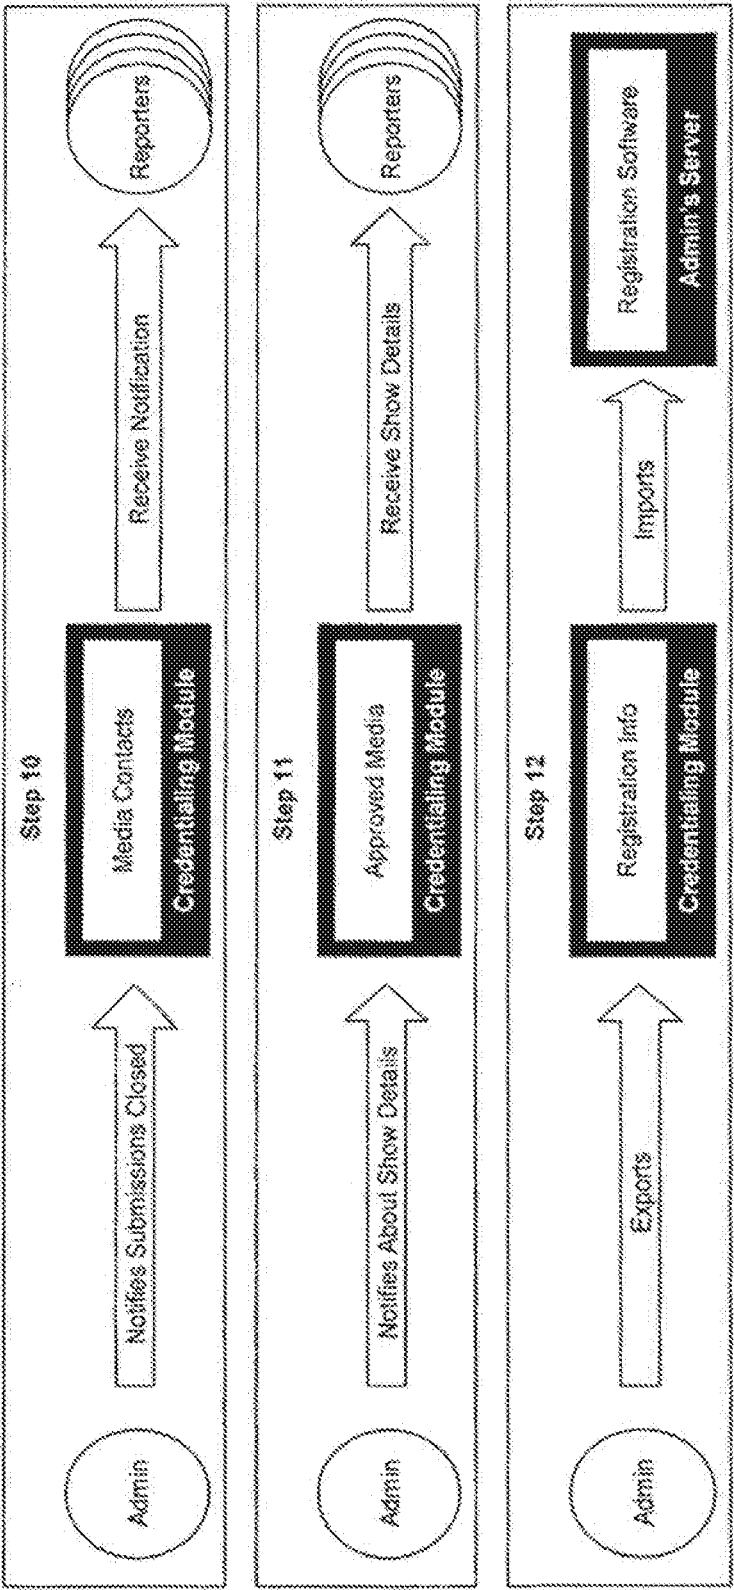 Step 10
Admin
Notifies Submissions Closed
Media Contacts
Credentialing Module
Receive Notification
Reporters
Step 11
Admin
Notifies About Show Details
Approved Media
Credentialing Module
Receive Show Details
Reporters
Step 12
Admin
Exports
Registration Info
Credentialing Module
Imports
Registration Software
Admin's Server